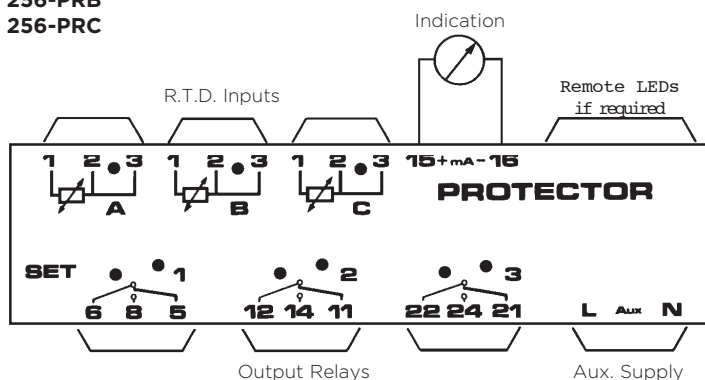 256-PRB
256-PRC
Indication
R.T.D. Inputs
Remote LEDs
if required
1 2 3 1 2 3 1 2 3 15+mA-16
A B C PROTECTOR
SET 1 2 3
6 8 5 12 14 11 22 24 21 L Aux N
Output Relays Aux. Supply